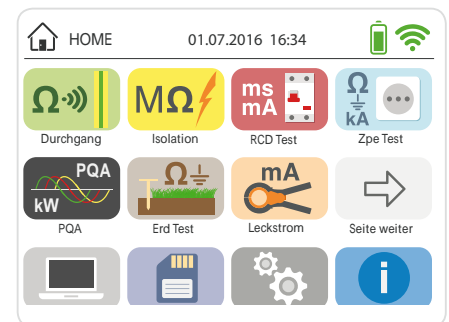 HOME 01.07.2016 16:34
Ω MΩ ms mA Ω kA
Durchgang Isolation RCD Test Zpe Test
PQA kW Ω mA
PQA Erd Test Leckstrom Seite weiter
i